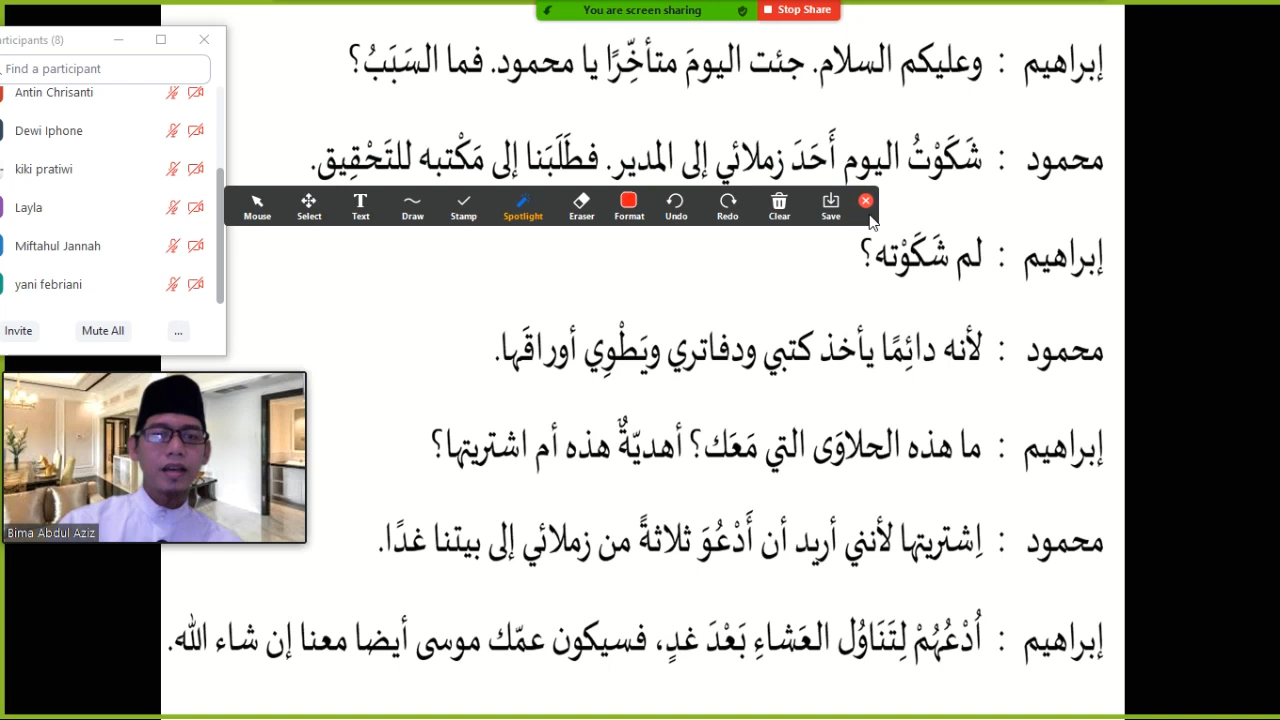 You are screen sharing
Stop Share
rticipants (8)
Find a participant
Antin Chrisanti
Dewi Iphone
kiki pratiwi
Layla
Miftahul Jannah
yani febriani
Invite
Mute All
...
Bima Abdul Aziz
Mouse
Select
Text
Draw
Stamp
Spotlight
Eraser
Format
Undo
Redo
Clear
Save
إبراهيم : وعليكم السلام. جئت اليومَ متأخِّرًا يا محمود. فما السَبَبُ؟
محمود : شَكَوْتُ اليوم أَحَدَ زملائي إلى المدير. فطَلَبَنا إلى مَكْتبه للتَحْقِيق.
إبراهيم : لم شَكَوْته؟
محمود : لأنه دائِمًا يأخذ كتبي ودفاتري ويَطْوِي أوراقَها.
إبراهيم : ما هذه الحلاوَى التي مَعَك؟ أهديّةٌ هذه أم اشتريتها؟
محمود : اِشتريتها لأنني أريد أن أَدْعُوَ ثلاثةً من زملائي إلى بيتنا غدًا.
إبراهيم : اُدْعُهُمْ لِتَنَاوُل العَشاءِ بَعْدَ غدٍ، فسيكون عمّك موسى أيضا معنا إن شاء الله.